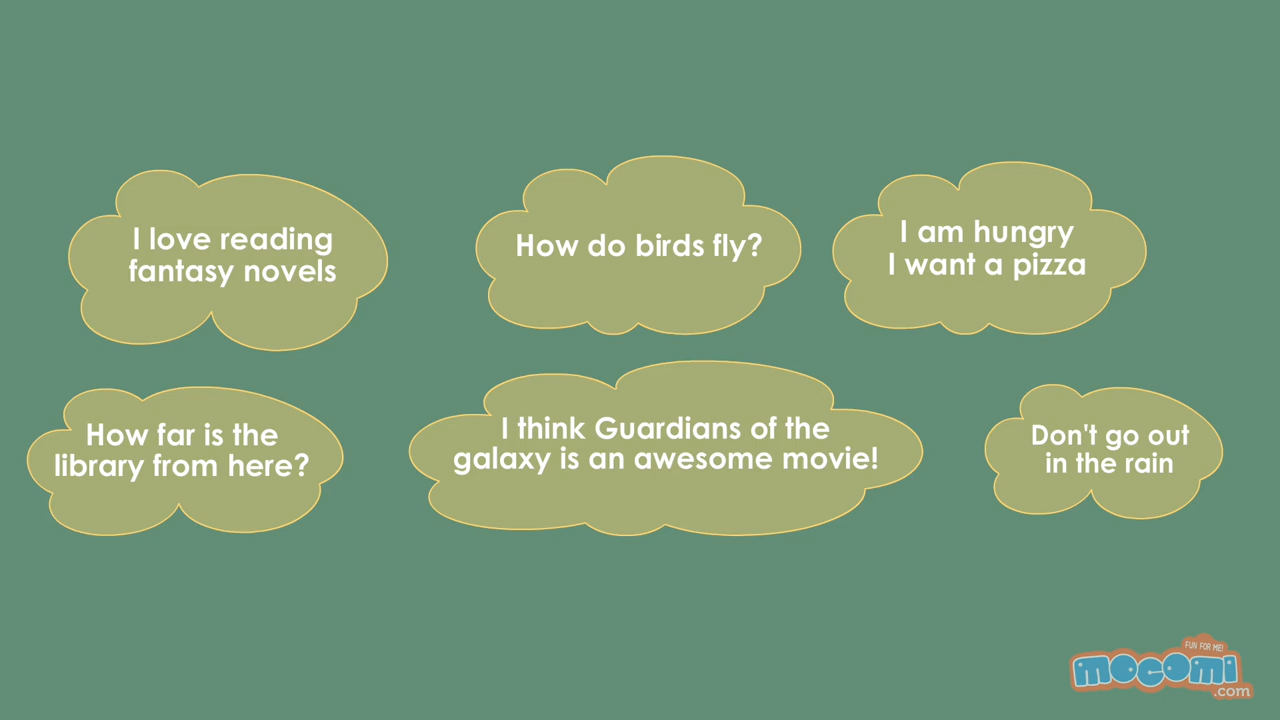 I love reading
fantasy novels
How do birds fly?
I am hungry
I want a pizza
How far is the
library from here?
I think Guardians of the
galaxy is an awesome movie!
Don't go out
in the rain
FUN FOR ME!
mocomi
.com